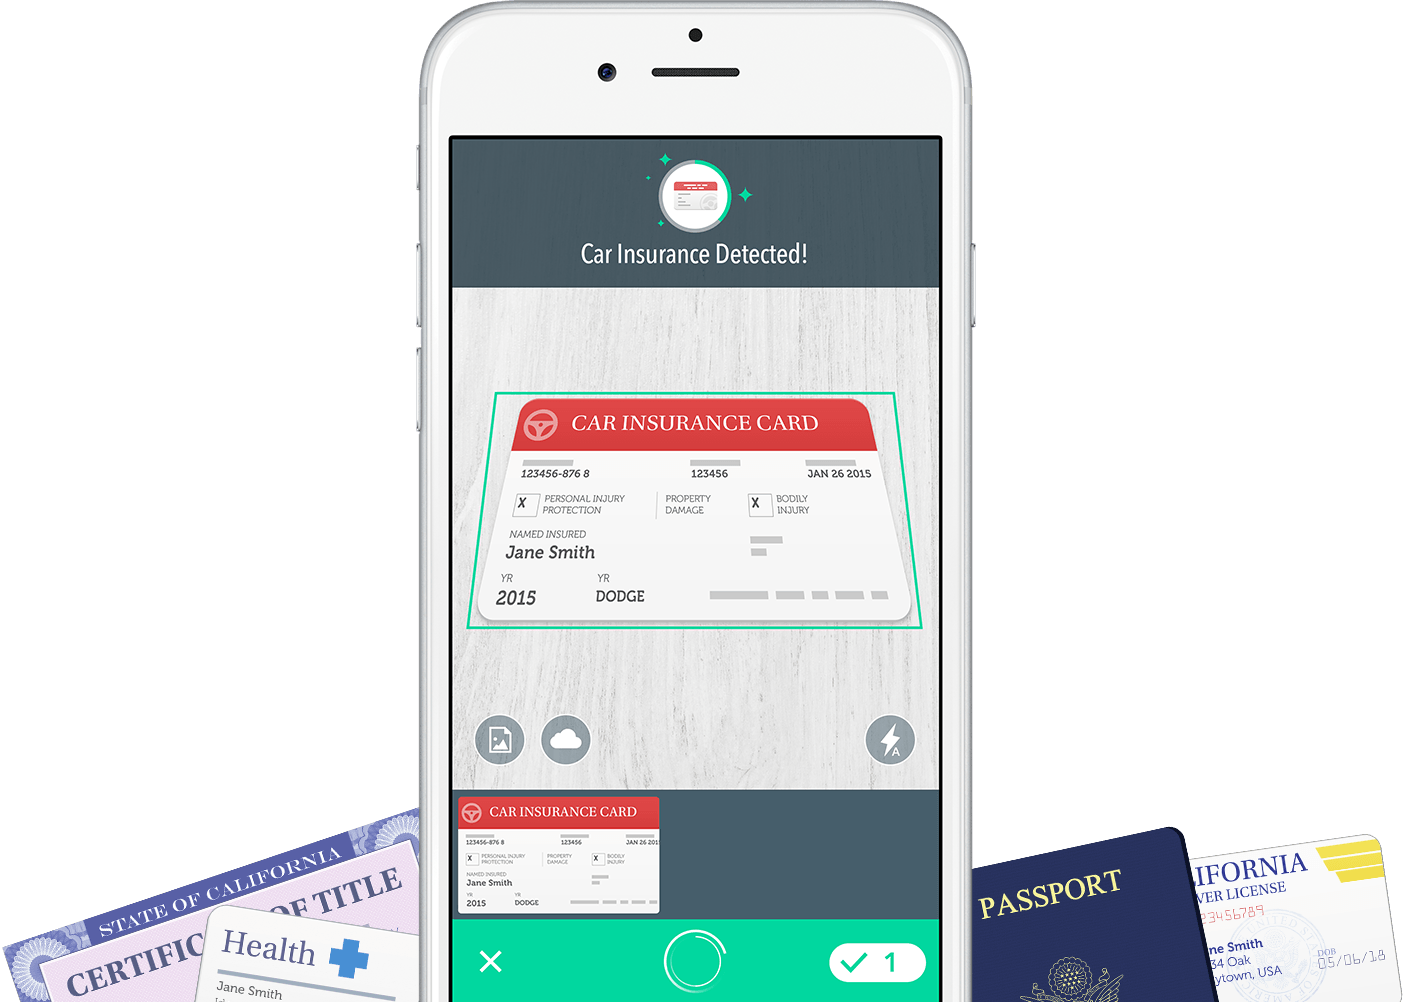 Car Insurance Detected!
CAR INSURANCE CARD
123456-876 8 123456 JAN 26 2015
X PERSONAL INJURY PROTECTION PROPERTY DAMAGE X BODILY INJURY
NAMED INSURED
Jane Smith
YR YR
2015 DODGE
A
CAR INSURANCE CARD
123456-876 8 123456 JAN 26 201
X PERSONAL INJURY PROTECTION PROPERTY DAMAGE X BODILY INJURY
NAMED INSURED
Jane Smith
YR YR
2015 DODGE
1
STATE OF CALIFORNIA
CERTIFIC OF TITLE
Health
Jane Smith
PASSPORT
IFORNIA
VER LICENSE
23456789
ne Smith
34 Oak
ytown, USA
DOB
05/06/18